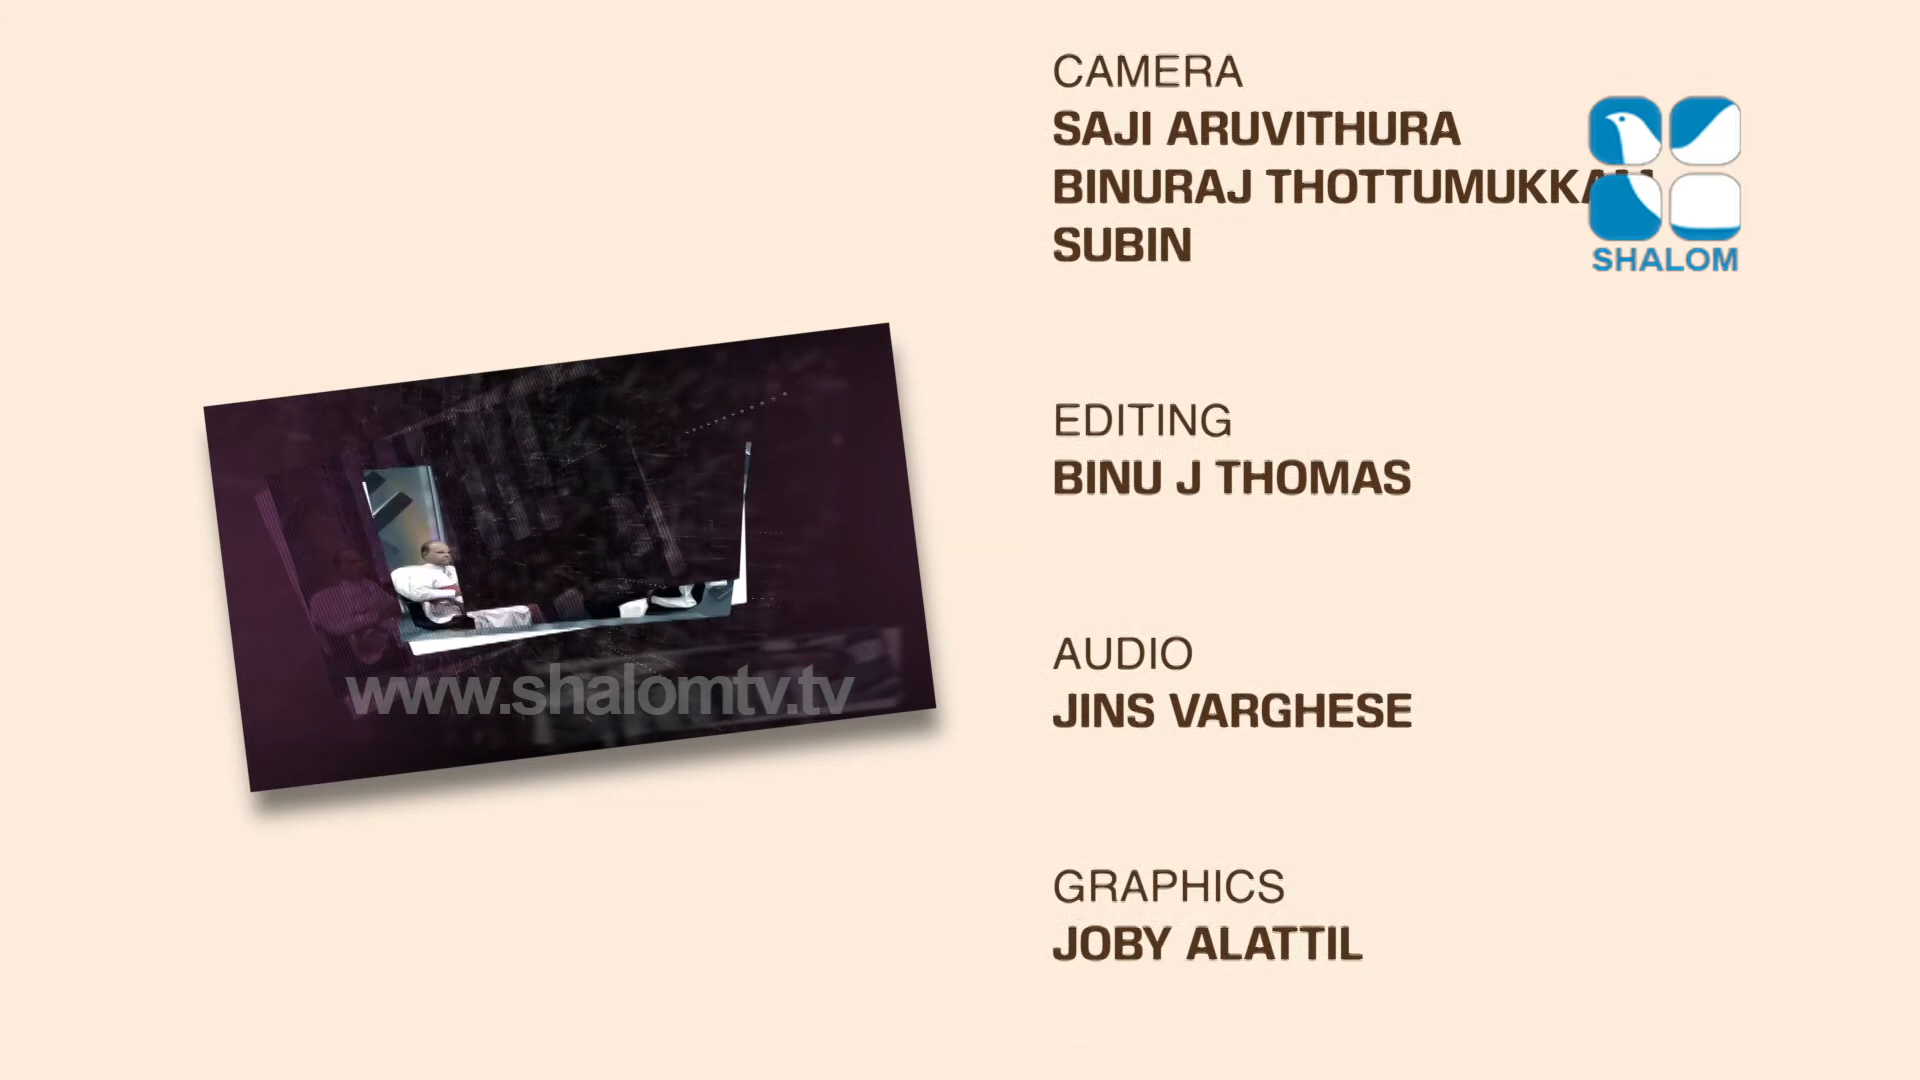 CAMERA
SAJI ARUVITHURA
BINURAJ
SUBIN
SHALOM
EDITING
BINU J THOMAS
AUDIO
JINS VARGHESE
www.shalomtv.tv
GRAPHICS
JOBY ALATTIL